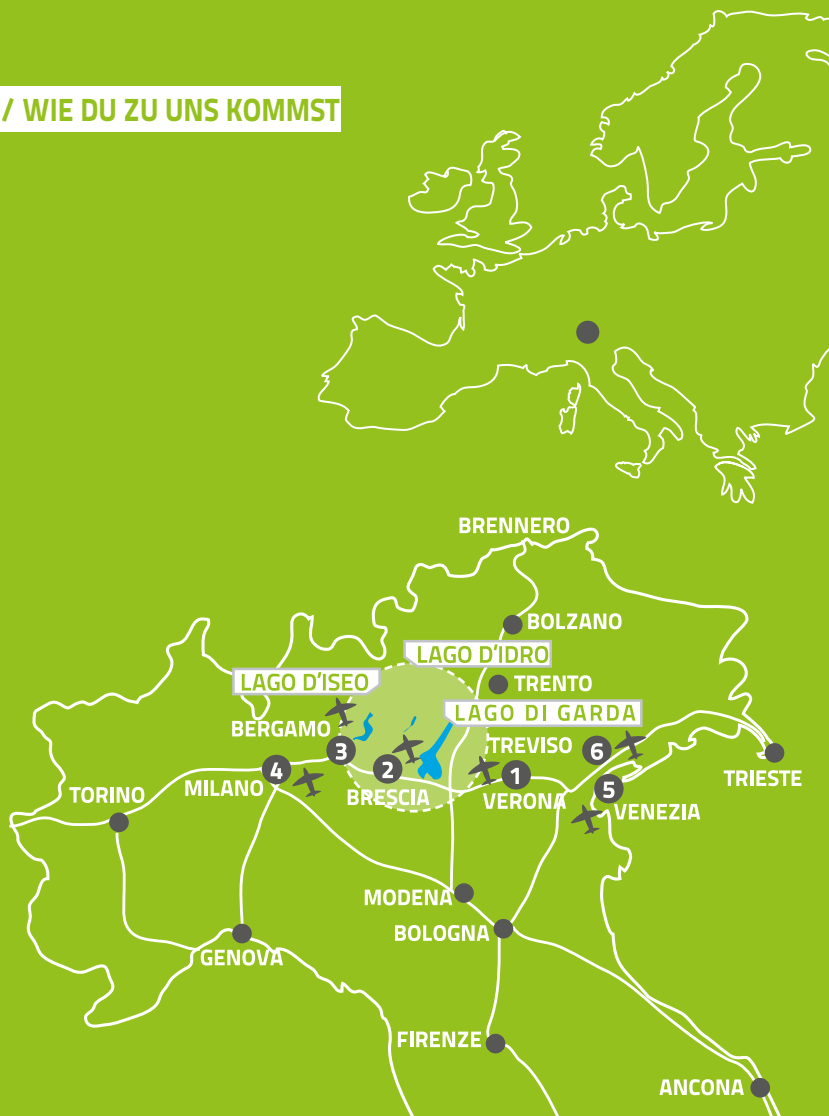 / WIE DU ZU UNS KOMMST
BRENNERO
BOLZANO
LAGO D'IDRO
LAGO D'ISEO
TRENTO
LAGO DI GARDA
BERGAMO
TREVISO
6
3
4
2
1
TRIESTE
MILANO
5
TORINO
BRESCIA
VERONA
VENEZIA
MODENA
BOLOGNA
GENOVA
FIRENZE
ANCONA